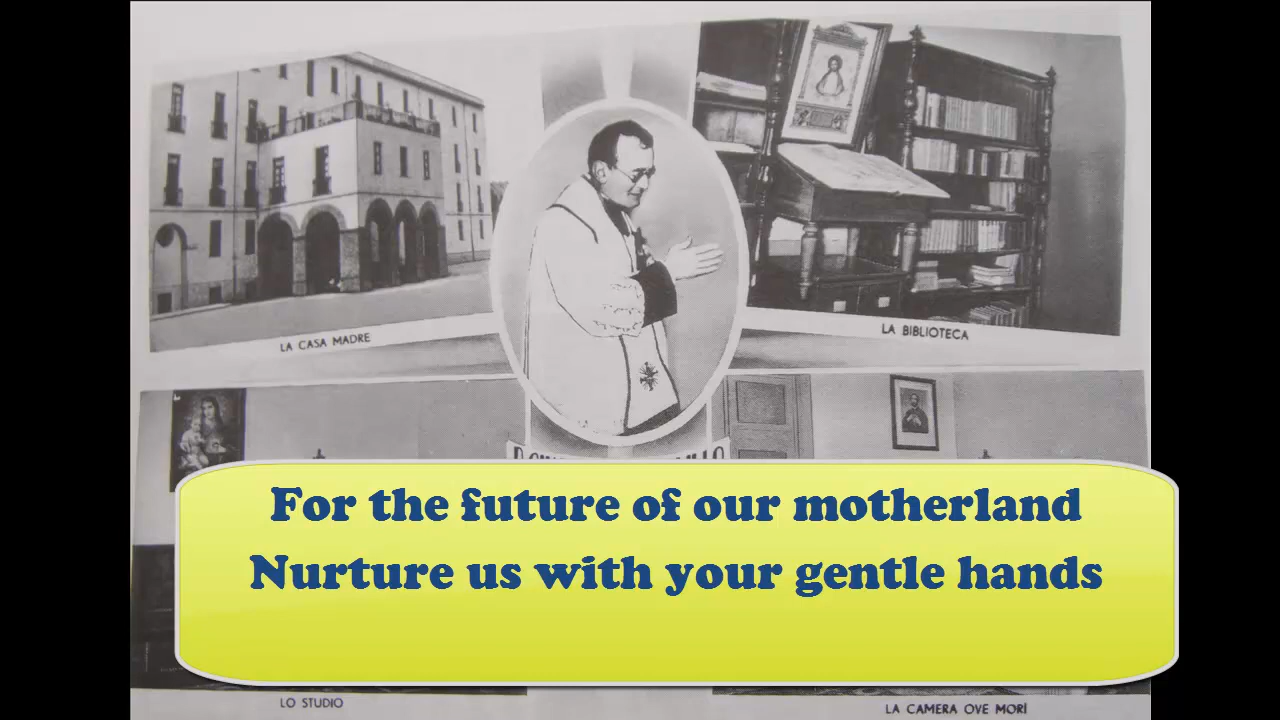 LA CASA MADRE
LA BIBLIOTECA
For the future of our motherland
Nurture us with your gentle hands
LO STUDIO
LA CAMERA OVE MORÌ